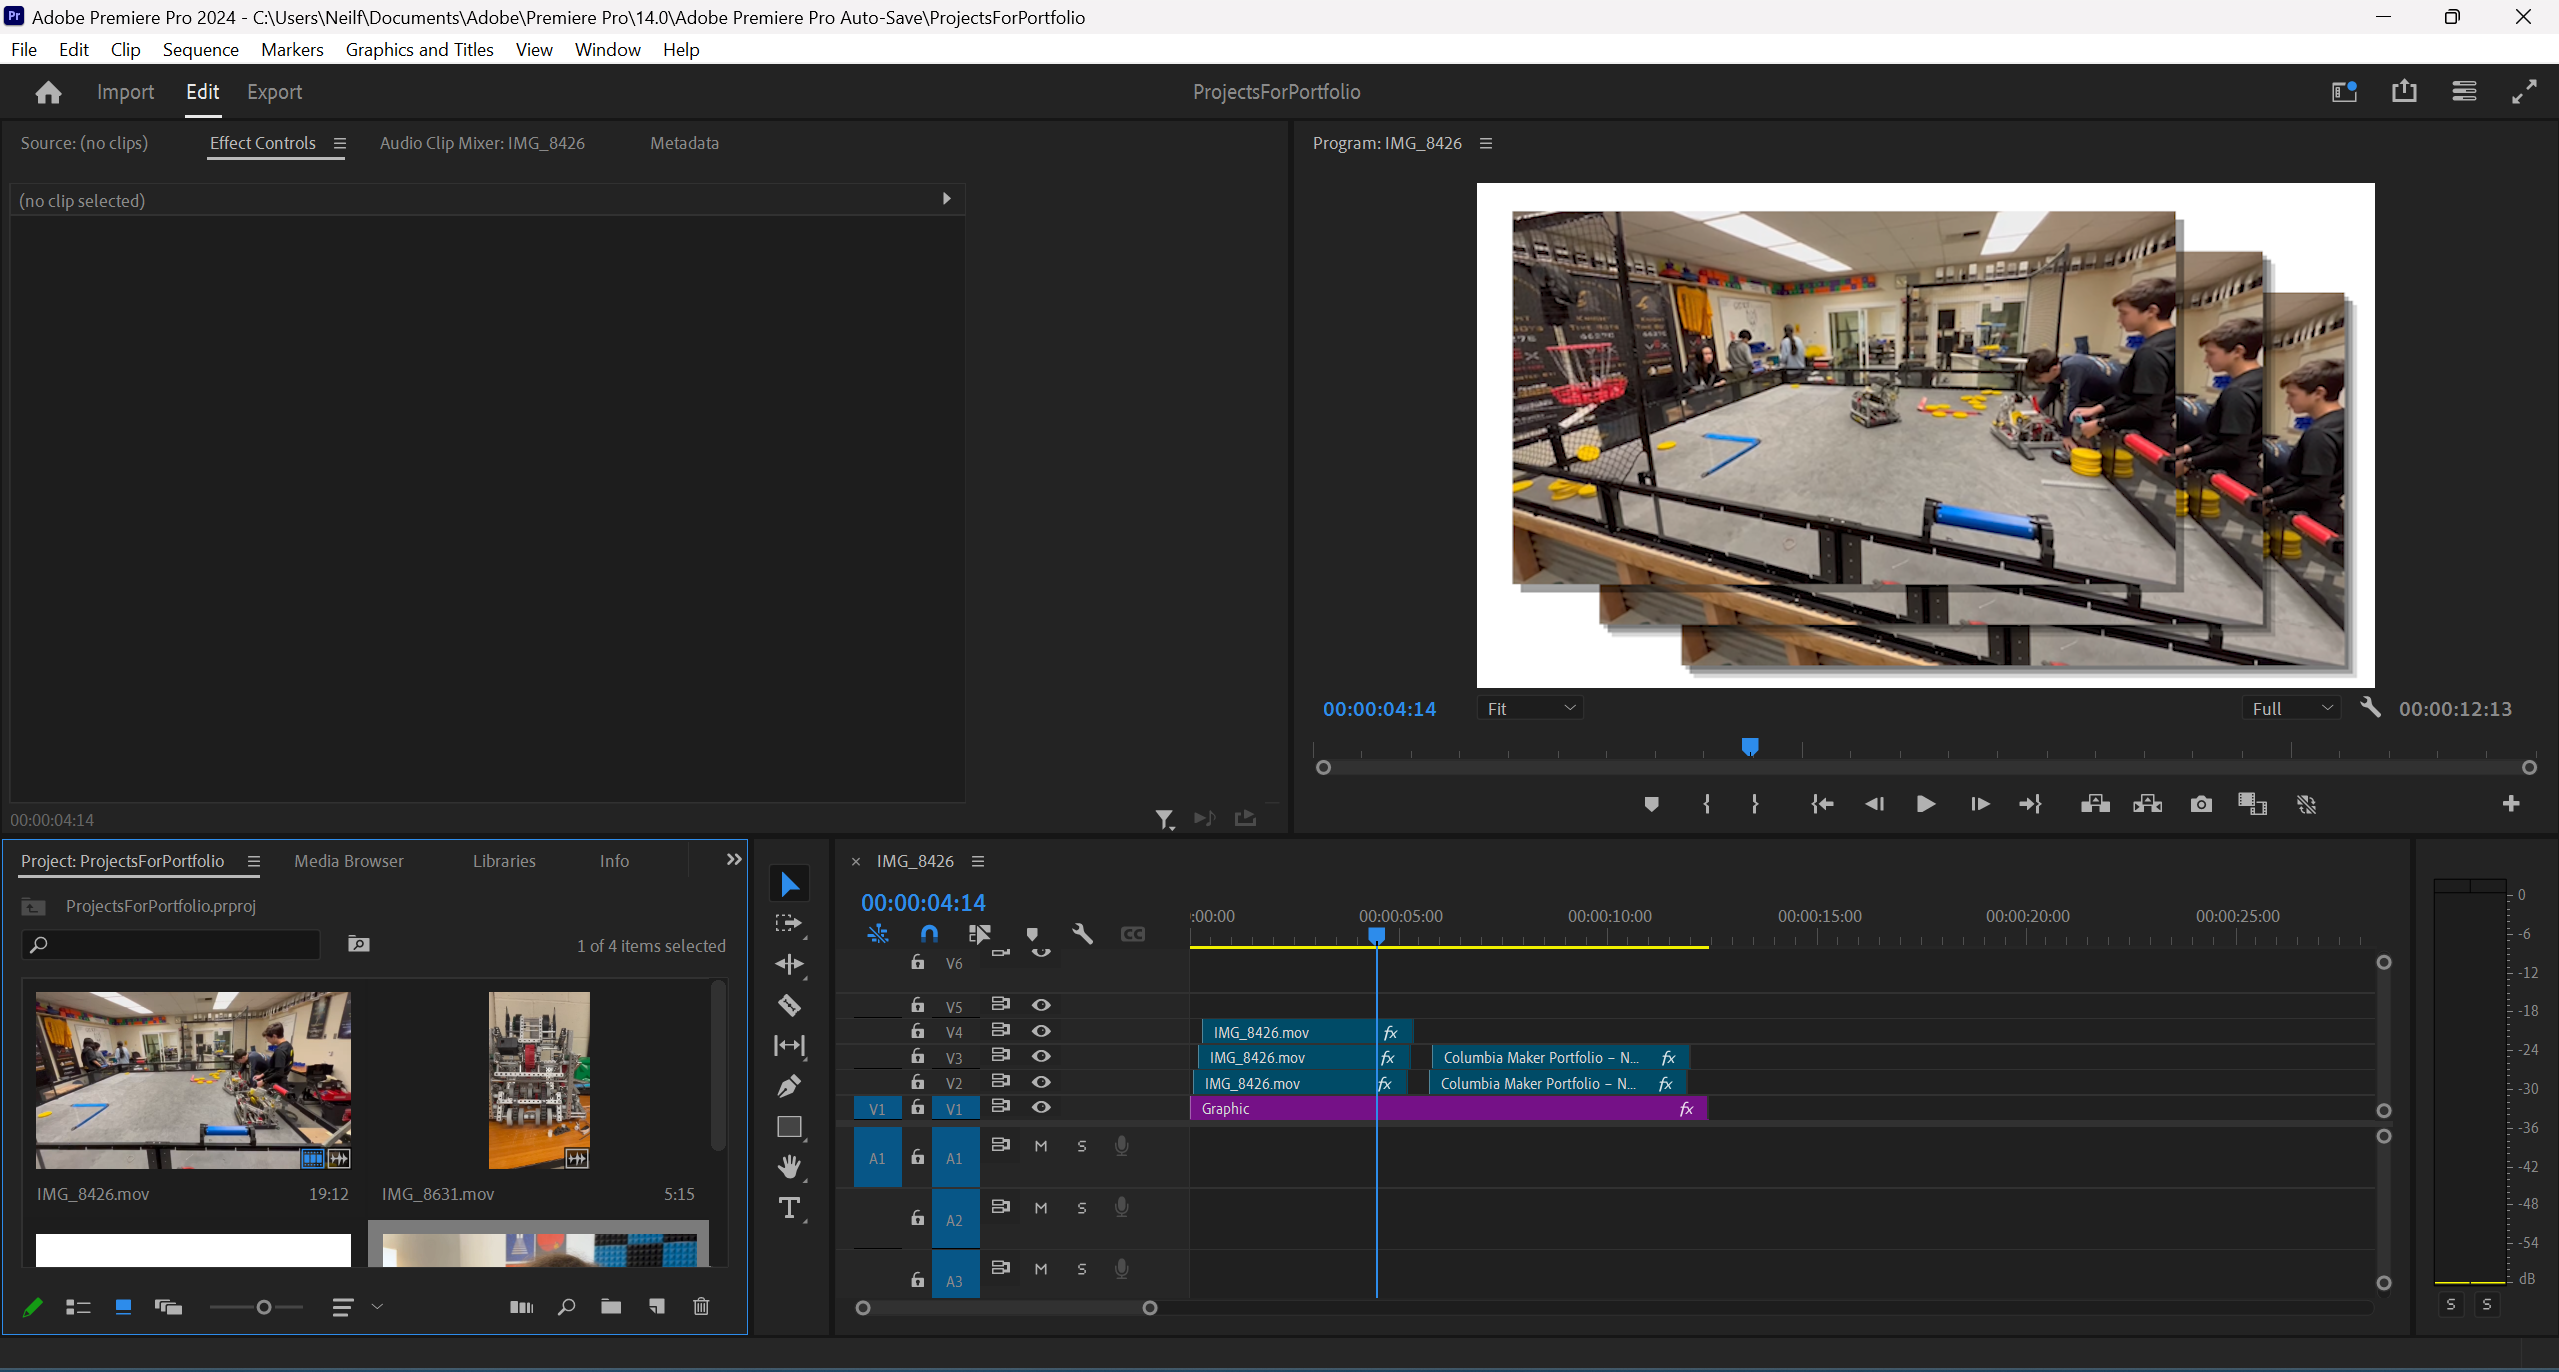 Adobe Premiere Pro 2024 - C:\Users\Neilf\Documents\Adobe\Premiere Pro\14.0\Adobe Premiere Pro Auto-Save\ProjectsForPortfolio
File Edit Clip Sequence Markers Graphics and Titles View Window Help
Import Edit Export ProjectsForPortfolio
Source: (no clips) Effect Controls Audio Clip Mixer: IMG_8426 Metadata
(no clip selected)
00:00:04:14
Program: IMG_8426
00:00:04:14 Fit Full 00:00:12:13
Project: ProjectsForPortfolio Media Browser Libraries Info
ProjectsForPortfolio.prproj
1 of 4 items selected
IMG_8426.mov 19:12
IMG_8631.mov 5:15
IMG_8426
00:00:04:14
:00:00 00:00:05:00 00:00:10:00 00:00:15:00 00:00:20:00 00:00:25:00
CC
V6
V5
V4 IMG_8426.mov fx
V3 IMG_8426.mov fx Columbia Maker Portfolio – N... fx
V2 IMG_8426.mov fx Columbia Maker Portfolio – N... fx
V1 V1 Graphic fx
A1 A1 M S
A2 M S
A3 M S
0
-6
-12
-18
-24
-30
-36
-42
-48
-54
dB
S S